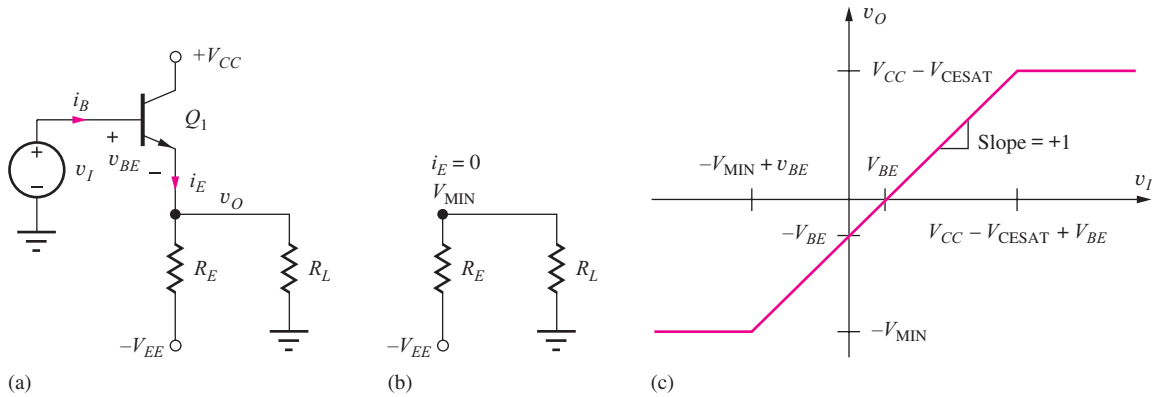 +V_CC
i_B
Q_1
+
v_BE
−
+
−
v_I
i_E
v_O
R_E
R_L
−V_EE
(a)
i_E = 0
V_MIN
R_E
R_L
−V_EE
(b)
v_O
V_CC − V_CESAT
Slope = +1
−V_MIN + v_BE
V_BE
v_I
−V_BE
V_CC − V_CESAT + V_BE
−V_MIN
(c)